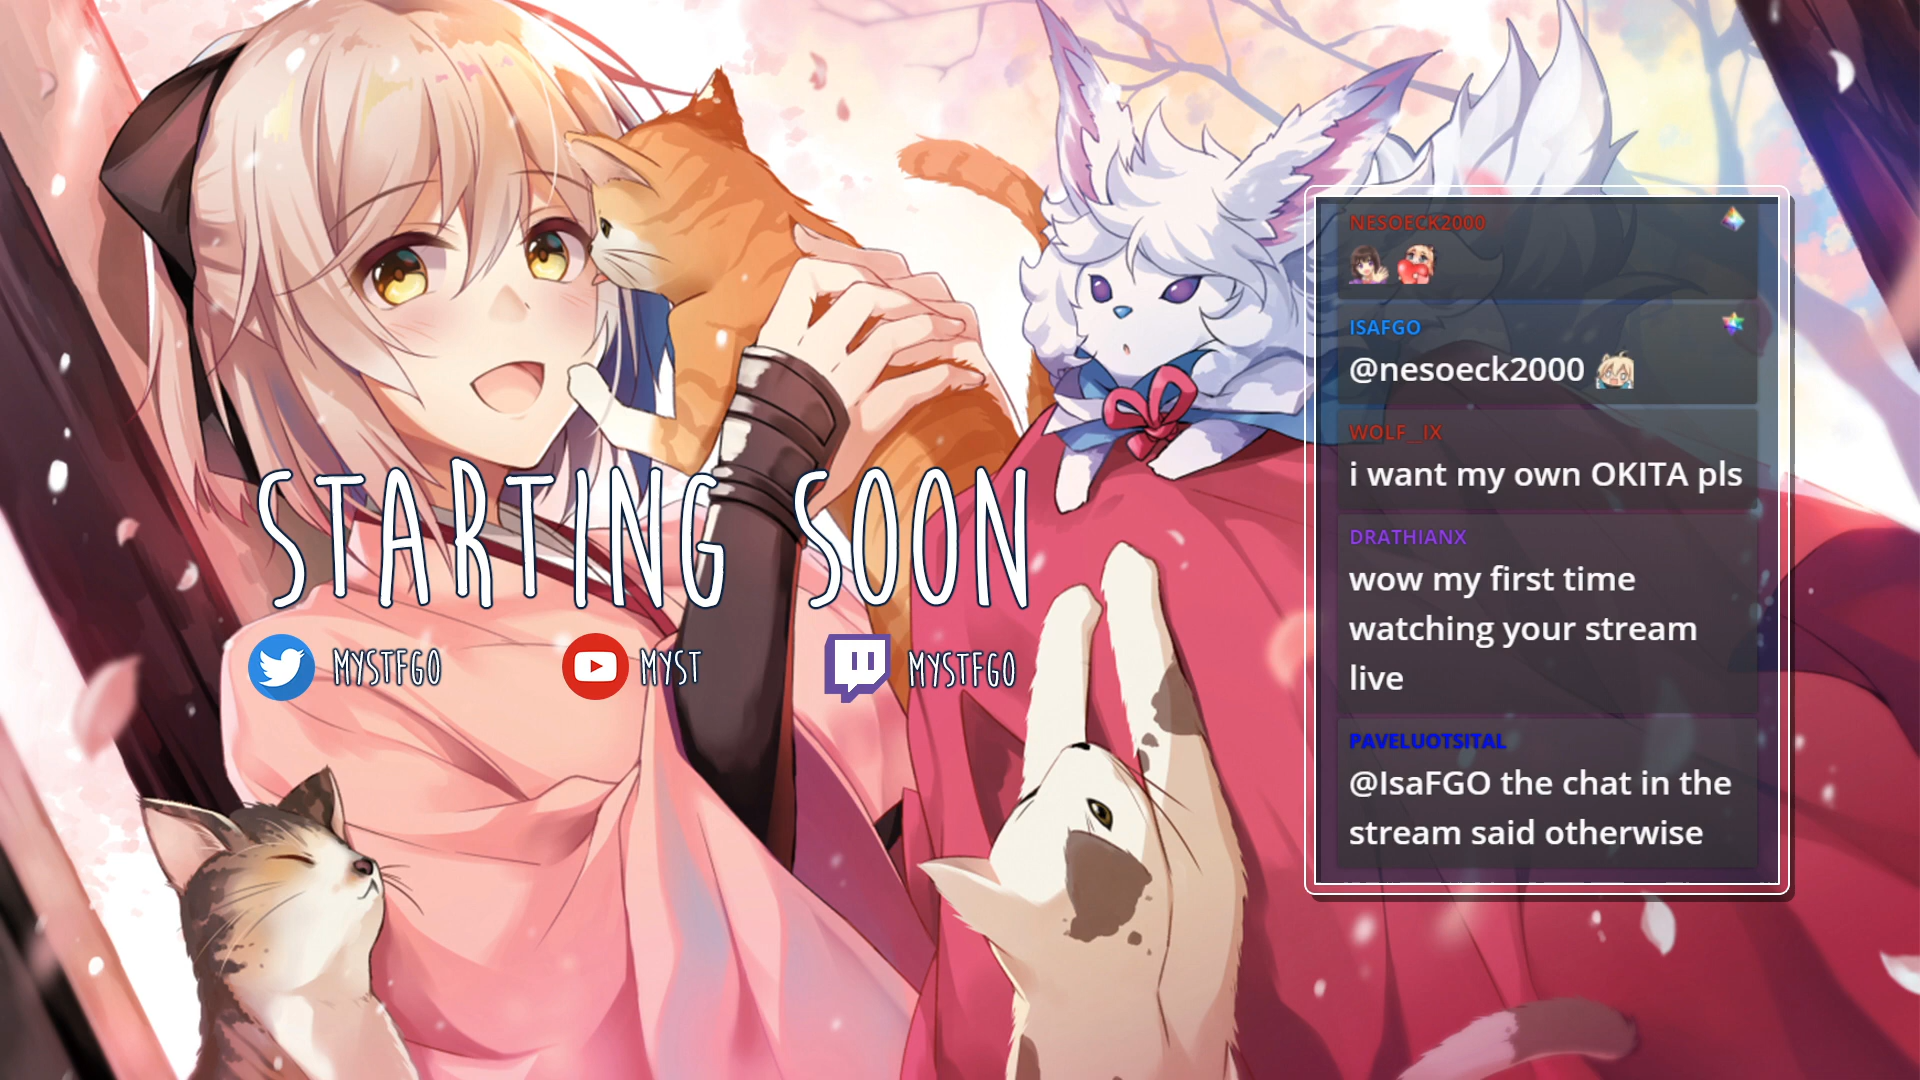 STARTING SOON
MYSTFGO
MYST
MYSTFGO
NESOECK2000
ISAFGO
@nesoeck2000
WOLF_IX
i want my own OKITA pls
DRATHIANX
wow my first time
watching your stream
live
PAVELUOTSITAL
@IsaFGO the chat in the
stream said otherwise